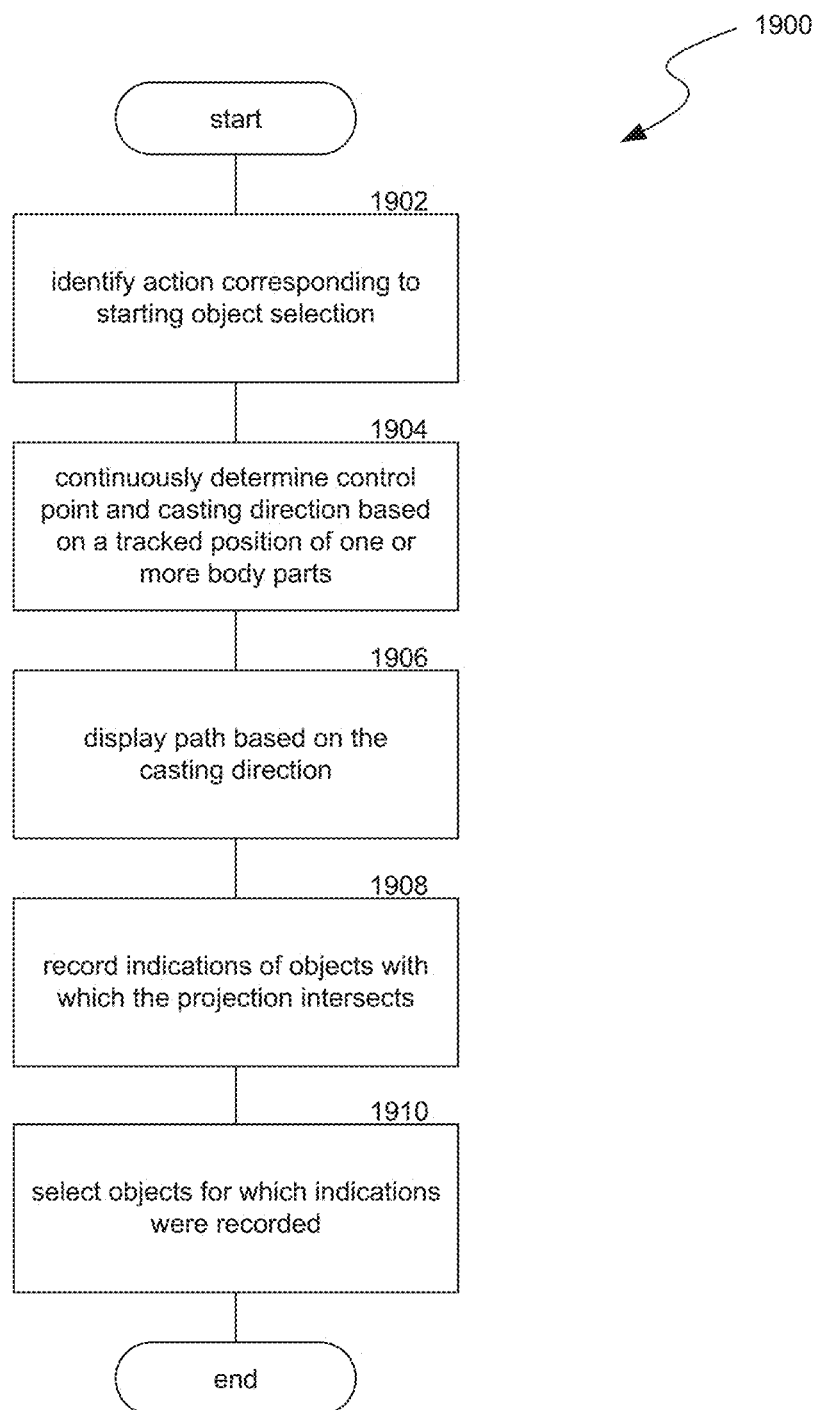 1900
start
1902
identify action corresponding to
starting object selection
1904
continuously determine control
point and casting direction based
on a tracked position of one or
more body parts
1906
display path based on the
casting direction
1908
record indications of objects with
which the projection intersects
1910
select objects for which indications
were recorded
end